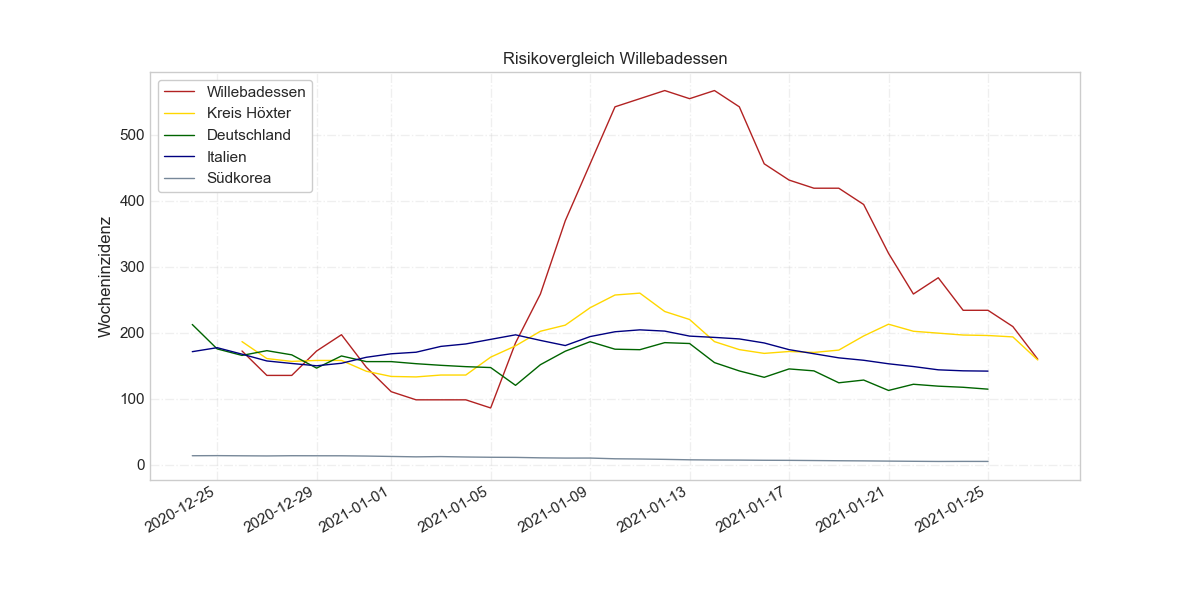 Risikovergleich Willebadessen
Willebadessen
Kreis Höxter
Deutschland
Italien
Südkorea
Wocheninzidenz
500
400
300
200
100
0
2020-12-25
2020-12-29
2021-01-01
2021-01-05
2021-01-09
2021-01-13
2021-01-17
2021-01-21
2021-01-25